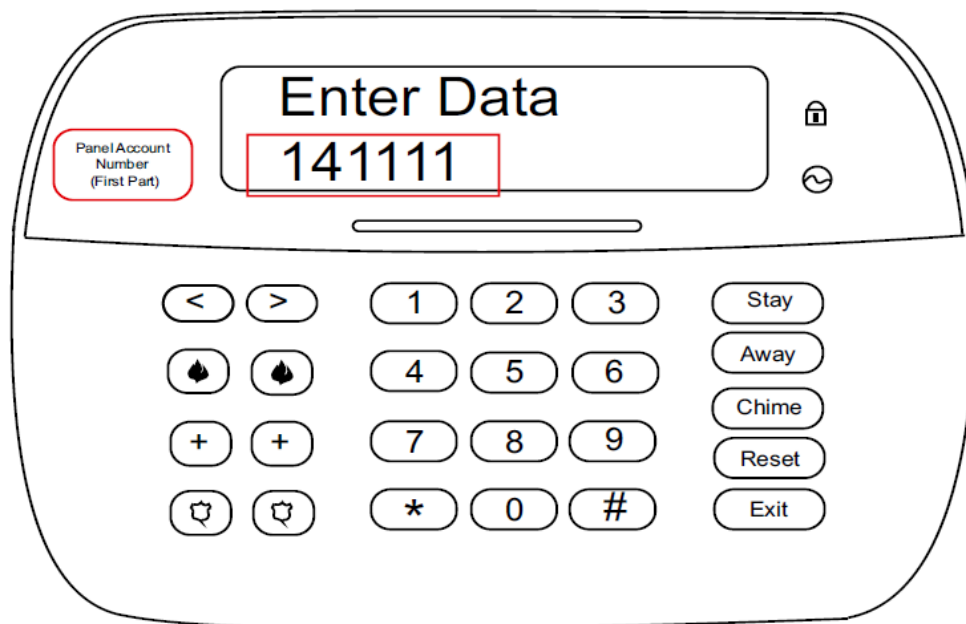 Enter Data
141111
Panel Account
Number
(First Part)
< > 1 2 3 Stay
4 5 6 Away
Chime
+ + 7 8 9
Reset
* 0 # Exit